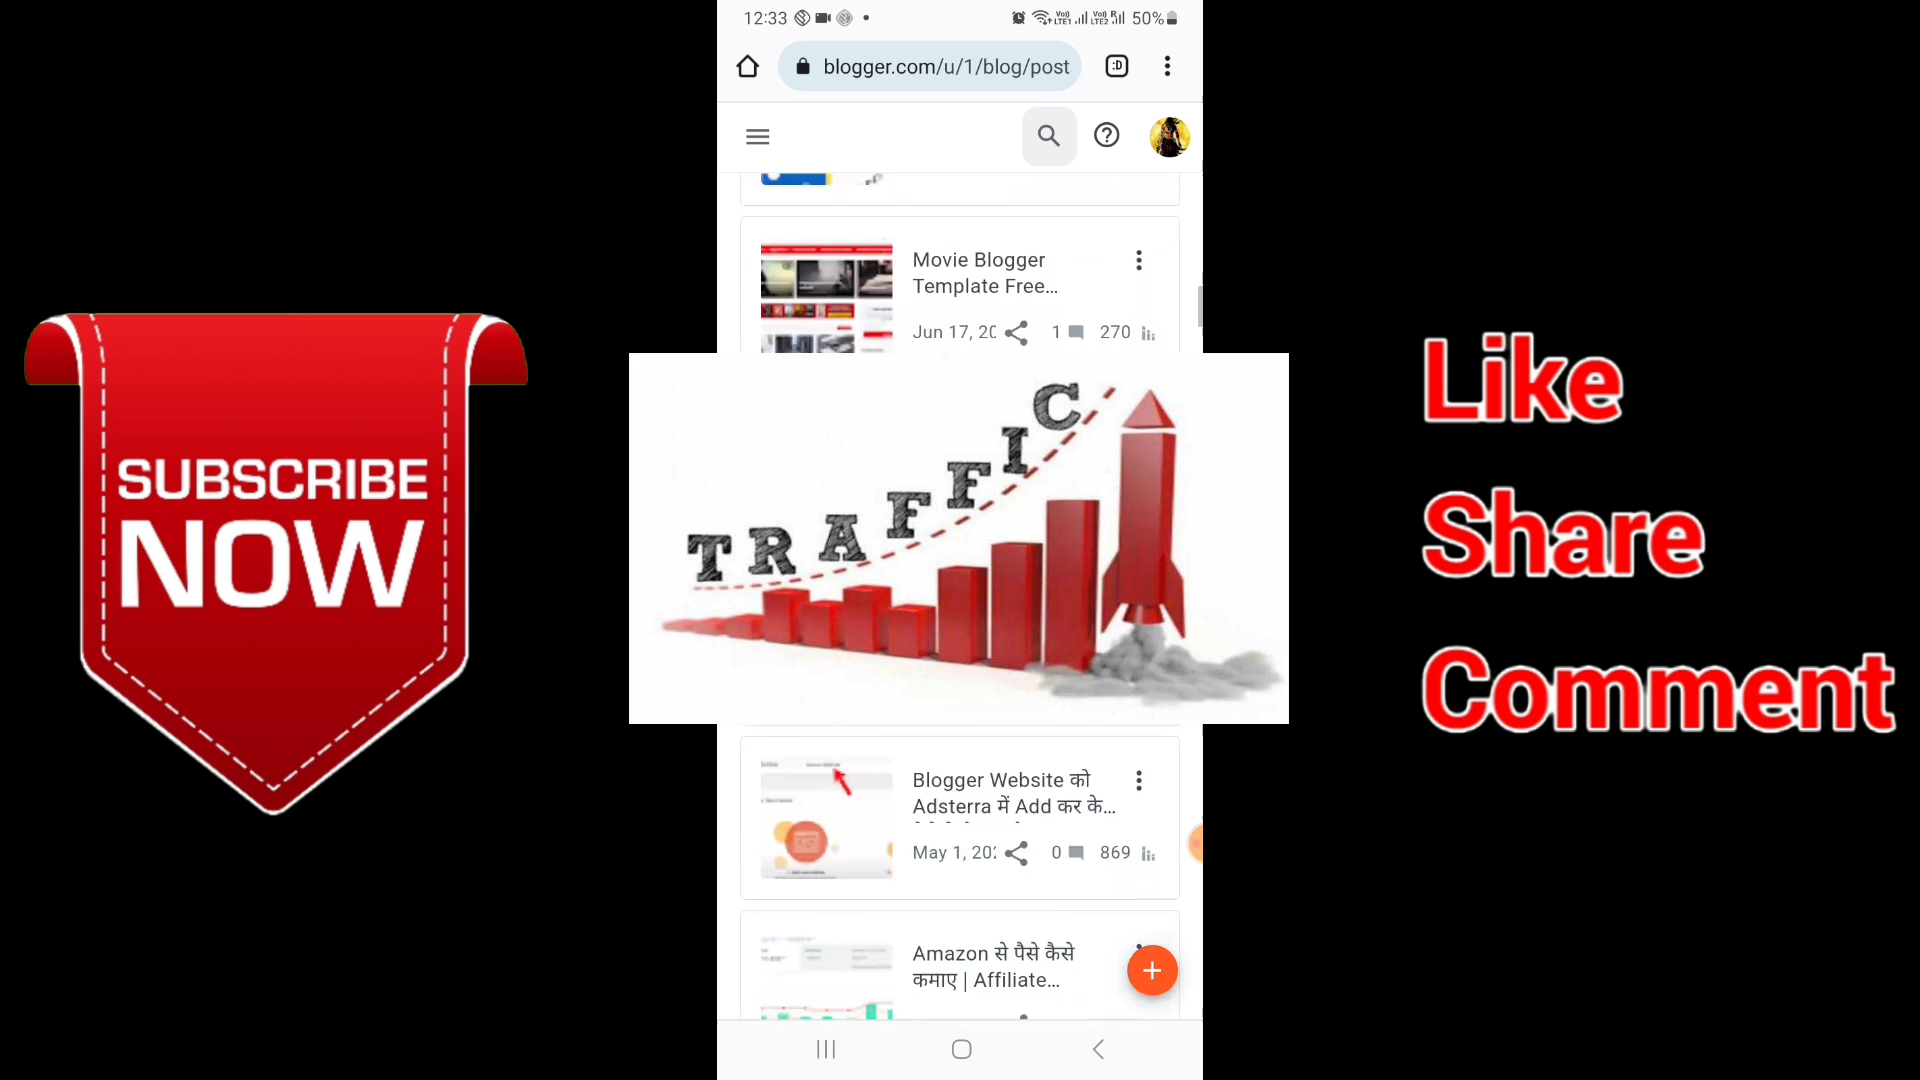 12:33
50%
blogger.com/u/1/blog/post
:D
Movie Blogger
Template Free...
Jun 17, 20
1
270
SUBSCRIBE
NOW
TRAFFIC
Like
Share
Comment
Blogger Website को
Adsterra में Add कर के...
May 1, 202
0
869
Amazon से पैसे कैसे
कमाए | Affiliate...